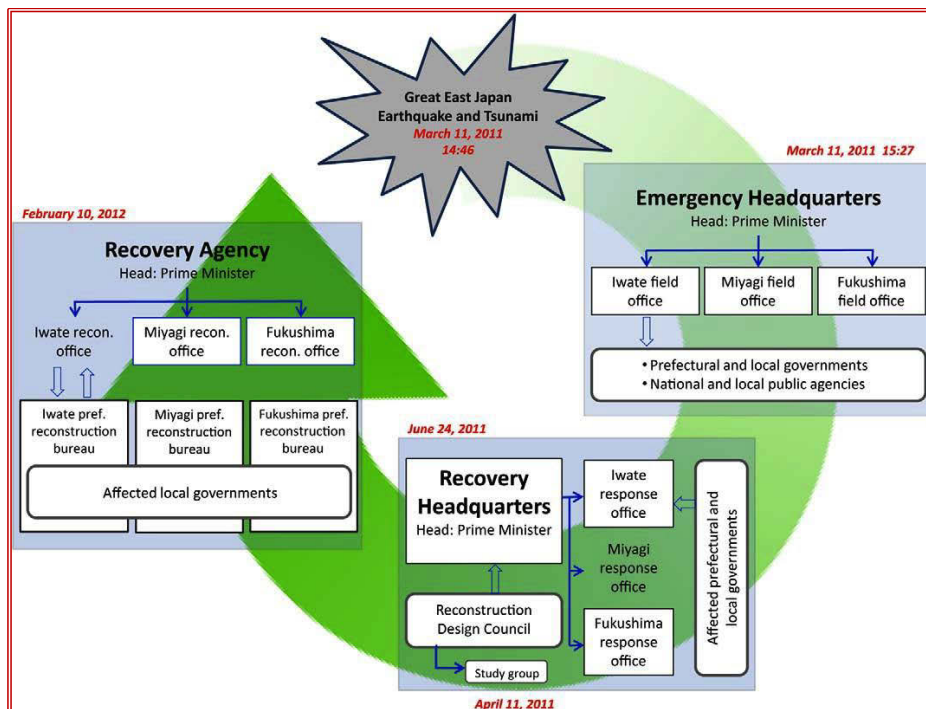 Great East Japan
Earthquake and Tsunami
March 11, 2011
14:46
March 11, 2011 15:27
Emergency Headquarters
Head: Prime Minister
Iwate field
office
Miyagi field
office
Fukushima
field office
• Prefectural and local governments
• National and local public agencies
February 10, 2012
Recovery Agency
Head: Prime Minister
Iwate recon.
office
Miyagi recon.
office
Fukushima
recon. office
Iwate pref.
reconstruction
bureau
Miyagi pref.
reconstruction
bureau
Fukushima pref.
reconstruction
bureau
Affected local governments
June 24, 2011
Recovery
Headquarters
Head: Prime Minister
Iwate
response
office
Miyagi
response
office
Fukushima
response
office
Affected prefectural and
local governments
Reconstruction
Design Council
Study group
April 11, 2011